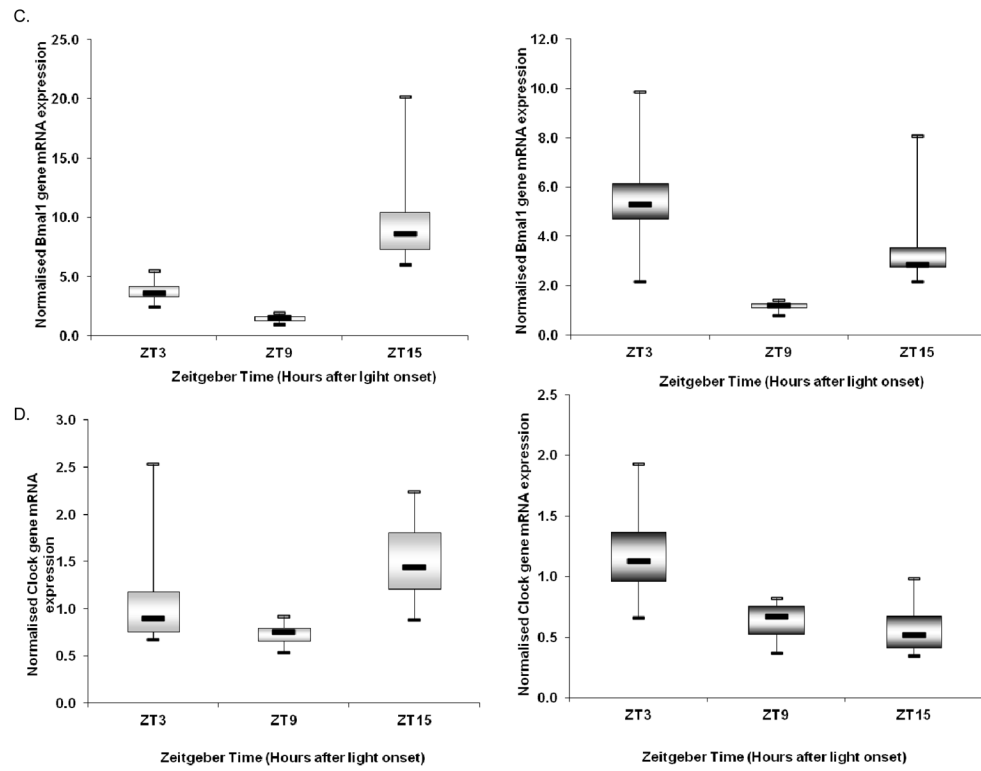 C.
25.0
20.0
15.0
10.0
5.0
0.0
Normalised Bmal1 gene mRNA expression
ZT3 ZT9 ZT15
Zeitgeber Time (Hours after lgiht onset)
12.0
10.0
8.0
6.0
4.0
2.0
0.0
Normalised Bmal1 gene mRNA expression
ZT3 ZT9 ZT15
Zeitgeber Time (Hours after light onset)
D.
3.0
2.5
2.0
1.5
1.0
0.5
0.0
Normalised Clock gene mRNA
expression
ZT3 ZT9 ZT15
Zeitgeber Time (Hours after light onset)
2.5
2.0
1.5
1.0
0.5
0.0
Normalised Clock gene mRNA expression
ZT3 ZT9 ZT15
Zeitgeber Time (Hours after light onset)